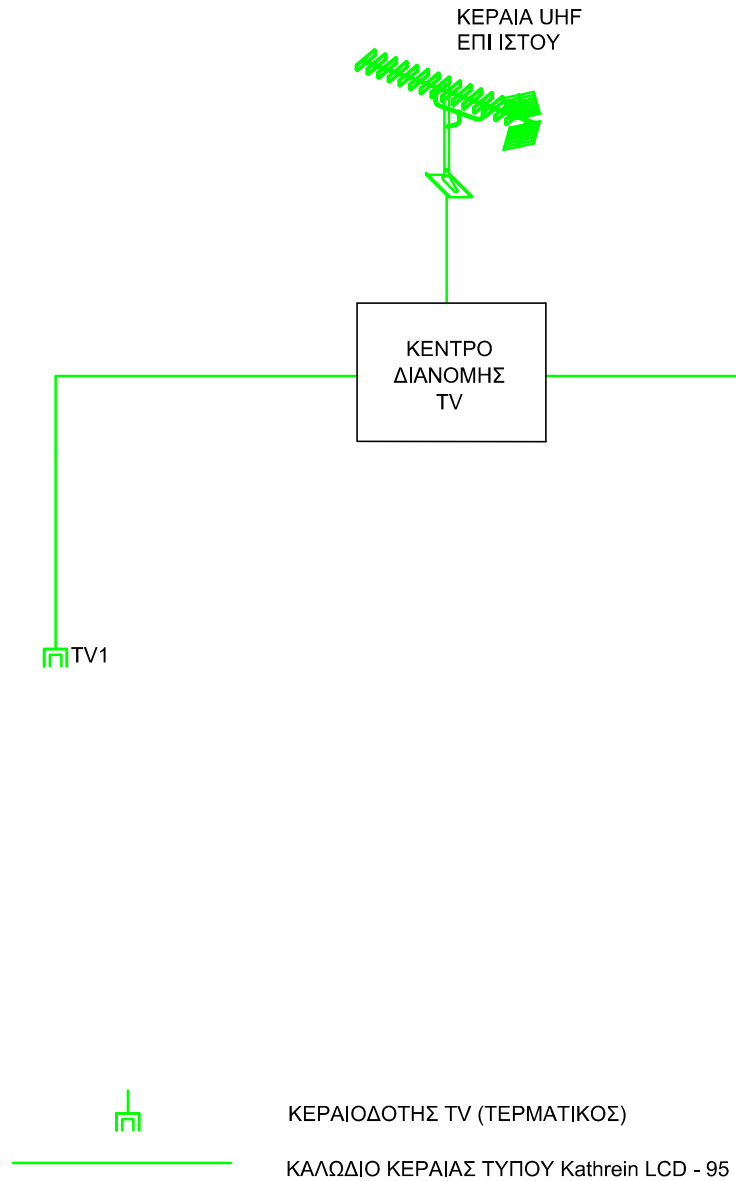 ΚΕΡΑΙΑ UHF
ΕΠΙ ΙΣΤΟΥ
ΚΕΝΤΡΟ
ΔΙΑΝΟΜΗΣ
TV
TV1
ΚΕΡΑΙΟΔΟΤΗΣ TV (ΤΕΡΜΑΤΙΚΟΣ)
ΚΑΛΩΔΙΟ ΚΕΡΑΙΑΣ ΤΥΠΟΥ Kathrein LCD - 95